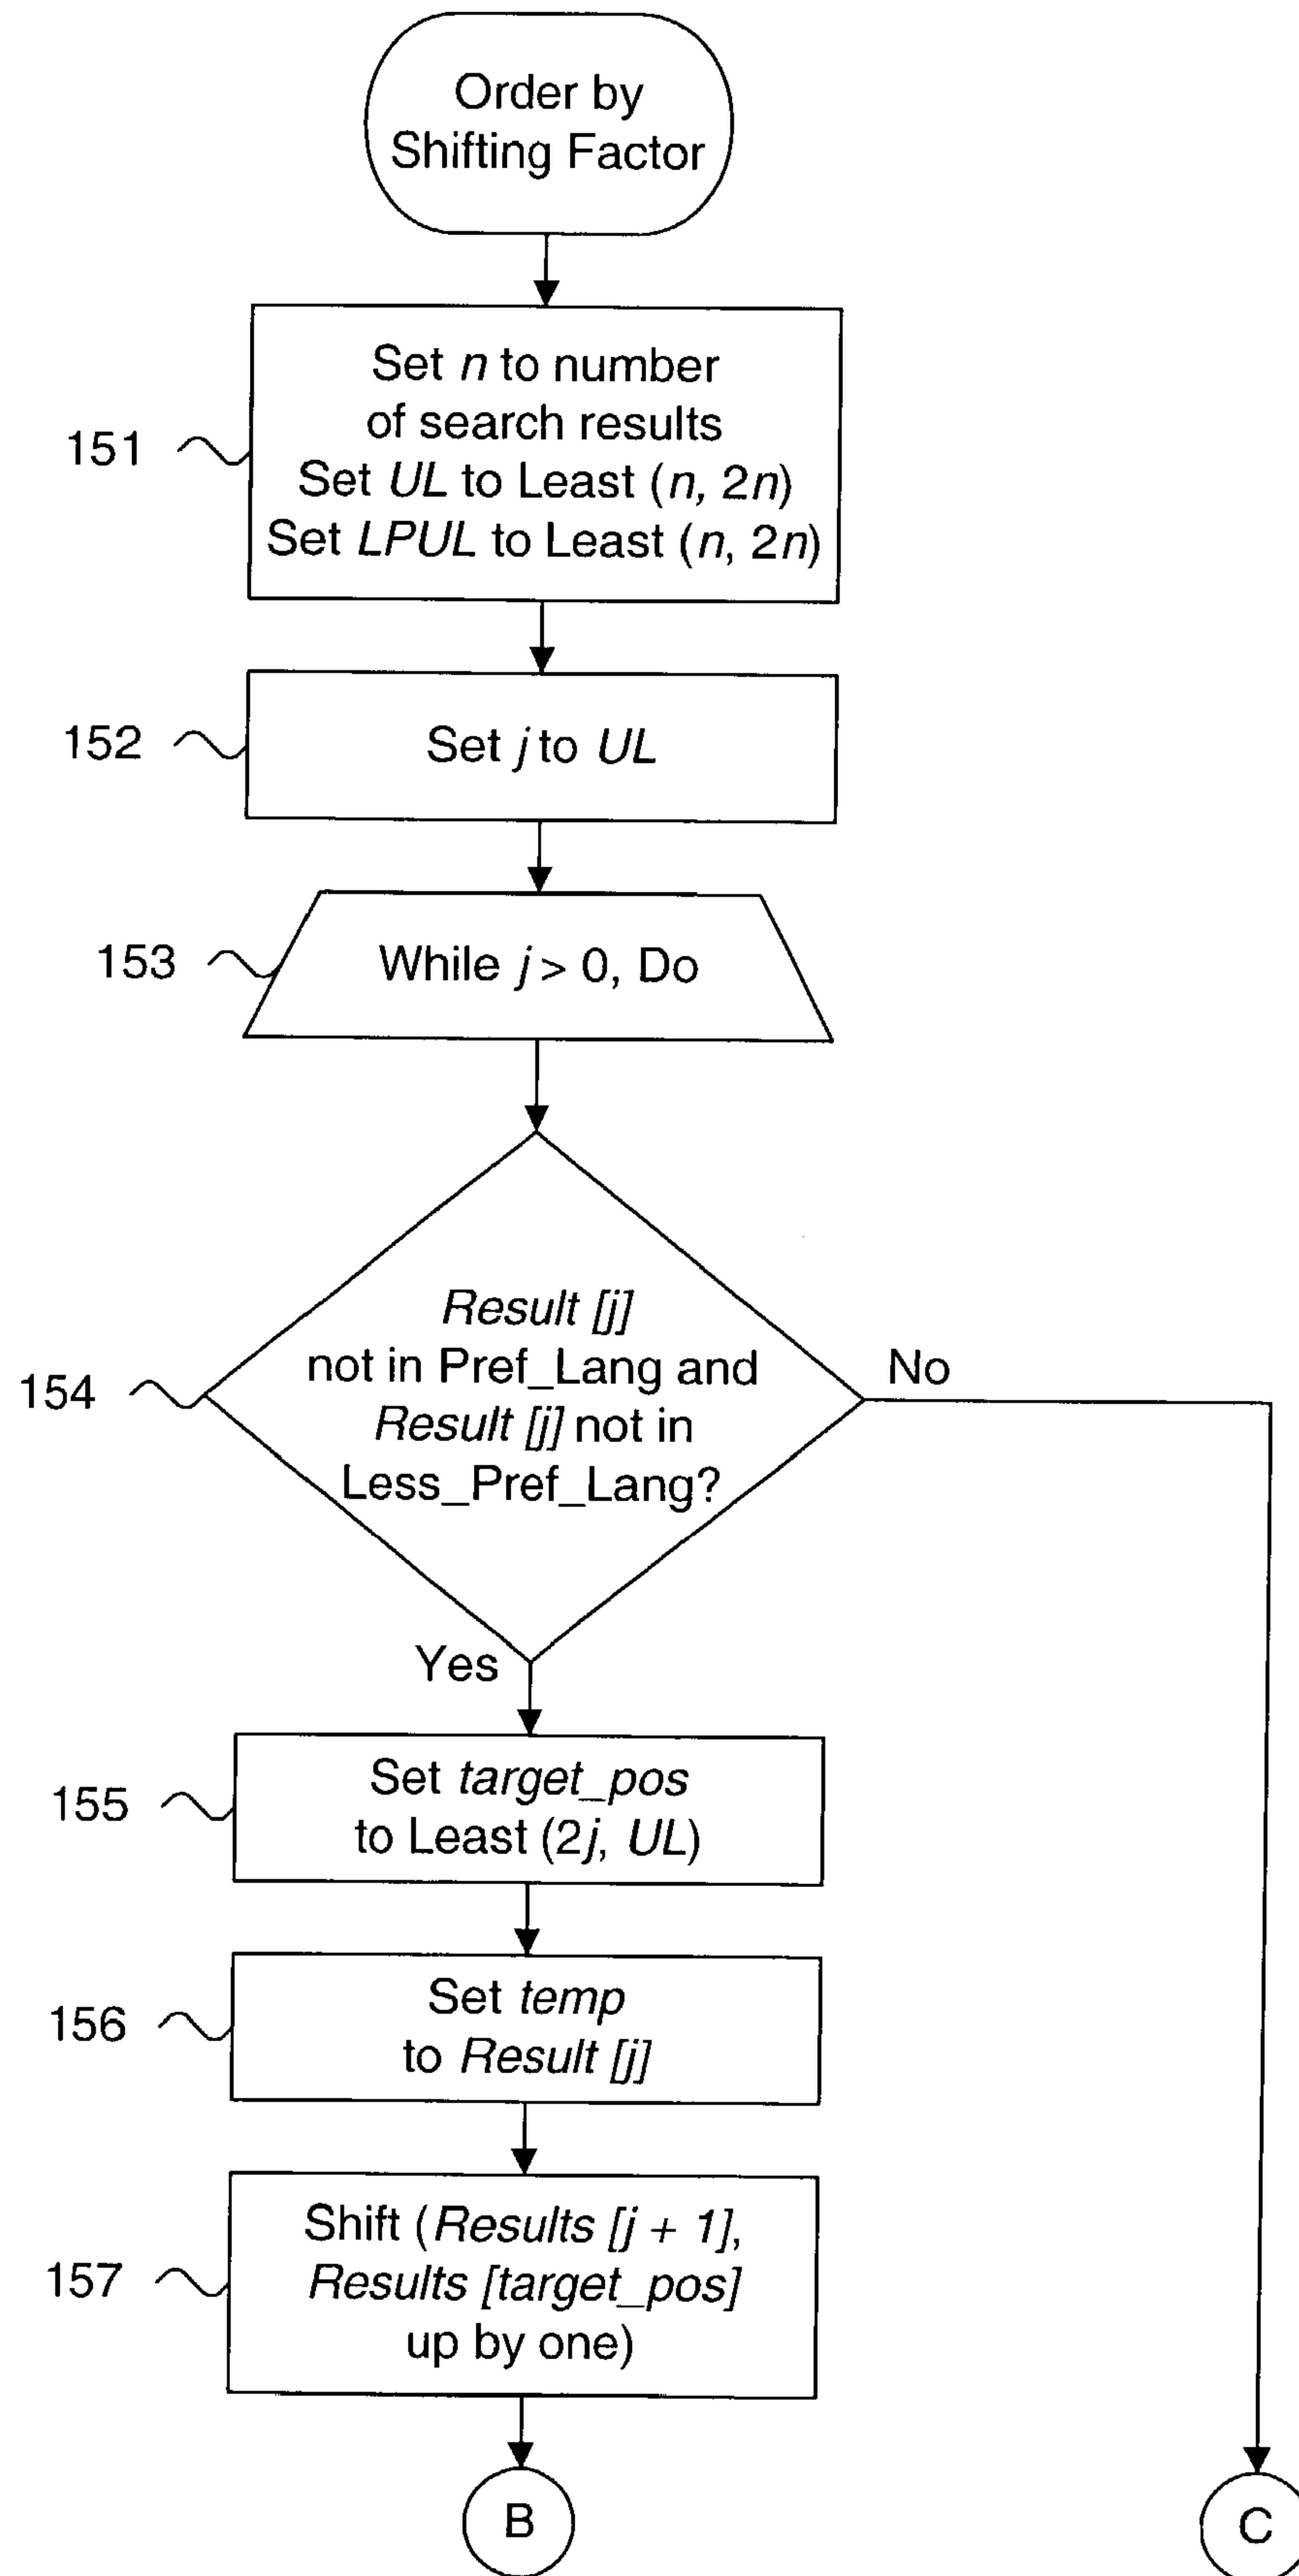 Order by
Shifting Factor
151
Set n to number
of search results
Set UL to Least (n, 2n)
Set LPUL to Least (n, 2n)
152
Set j to UL
153
While j > 0, Do
154
Result [j]
not in Pref_Lang and
Result [j] not in
Less_Pref_Lang?
No
Yes
155
Set target_pos
to Least (2j, UL)
156
Set temp
to Result [j]
157
Shift (Results [j + 1],
Results [target_pos]
up by one)
B
C